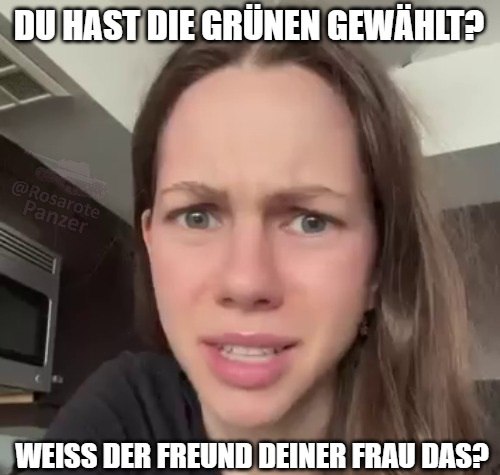 DU HAST DIE GRÜNEN GEWÄHLT?
@Rosarote
Panzer
WEISS DER FREUND DEINER FRAU DAS?